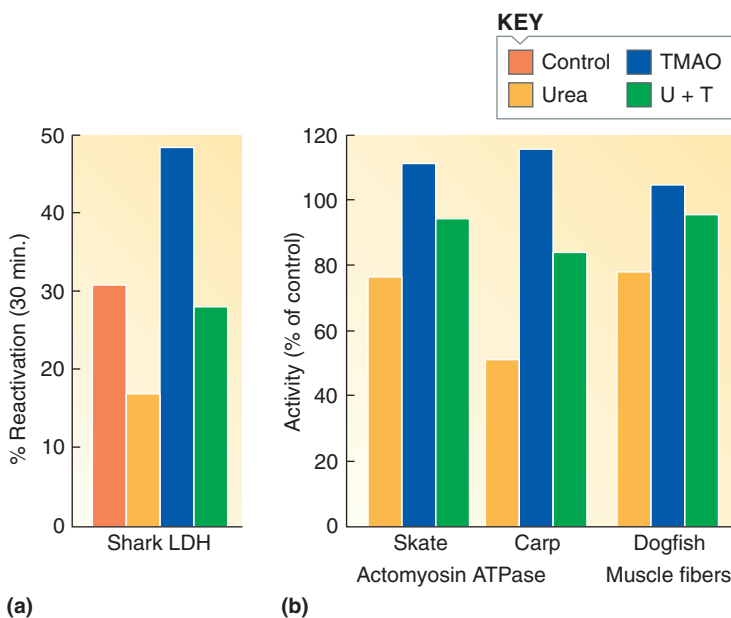 KEY
Control TMAO
Urea U + T
% Reactivation (30 min.)
50
40
30
20
10
0
Shark LDH
(a)
Activity (% of control)
120
100
80
60
40
20
0
Skate Carp Dogfish
Actomyosin ATPase Muscle fibers
(b)